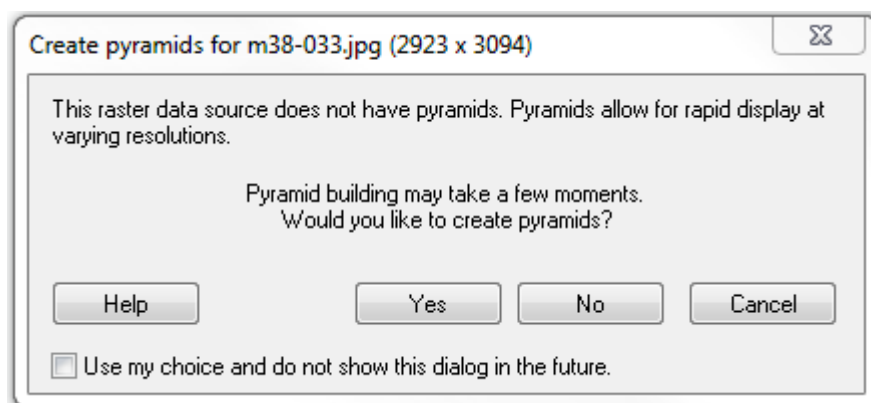 Create pyramids for m38-033.jpg (2923 x 3094)
This raster data source does not have pyramids. Pyramids allow for rapid display at
varying resolutions.
Pyramid building may take a few moments.
Would you like to create pyramids?
Help Yes No Cancel
Use my choice and do not show this dialog in the future.